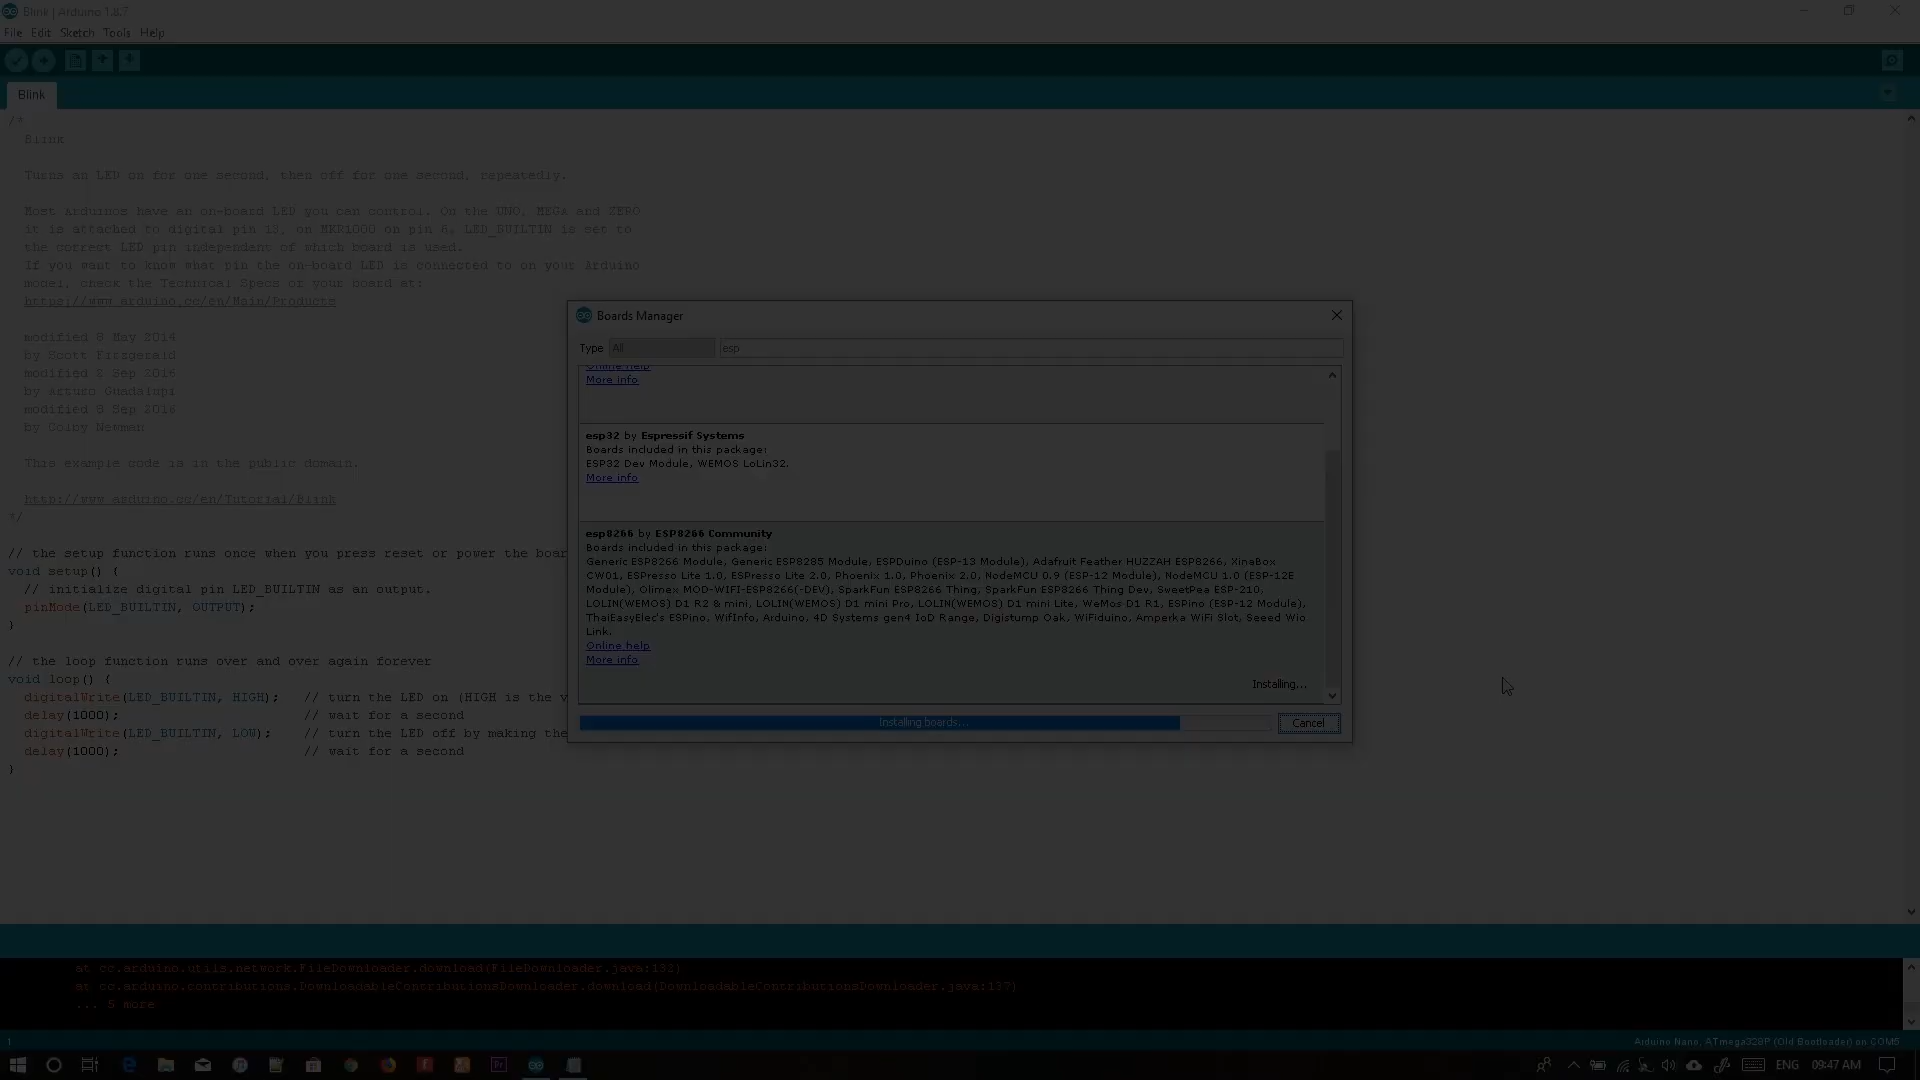 Blink | Arduino 1.8.7
File Edit Sketch Tools Help
Blink
/*
Blink
Turns an LED on for one second, then off for one second, repeatedly.
Most Arduinos have an on-board LED you can control. On the UNO, MEGA and ZERO
it is attached to digital pin 13, on MKR1000 on pin 6. LED_BUILTIN is set to
the correct LED pin independent of which board is used.
If you want to know what pin the on-board LED is connected to on your Arduino
model, check the Technical Specs of your board at:
https://www.arduino.cc/en/Main/Products
modified 8 May 2014
by Scott Fitzgerald
modified 2 Sep 2016
by Arturo Guadalupi
modified 8 Sep 2016
by Colby Newman
This example code is in the public domain.
http://www.arduino.cc/en/Tutorial/Blink
*/
// the setup function runs once when you press reset or power the boar
void setup() {
// initialize digital pin LED_BUILTIN as an output.
pinMode(LED_BUILTIN, OUTPUT);
}
// the loop function runs over and over again forever
void loop() {
digitalWrite(LED_BUILTIN, HIGH); // turn the LED on (HIGH is the v
delay(1000); // wait for a second
digitalWrite(LED_BUILTIN, LOW); // turn the LED off by making the
delay(1000); // wait for a second
}
Boards Manager
Type All esp
Online help
More info
esp32 by Espressif Systems
Boards included in this package:
ESP32 Dev Module, WEMOS LoLin32.
More info
esp8266 by ESP8266 Community
Boards included in this package:
Generic ESP8266 Module, Generic ESP8285 Module, ESPDuino (ESP-13 Module), Adafruit Feather HUZZAH ESP8266, XinaBox
CW01, ESPresso Lite 1.0, ESPresso Lite 2.0, Phoenix 1.0, Phoenix 2.0, NodeMCU 0.9 (ESP-12 Module), NodeMCU 1.0 (ESP-12E
Module), Olimex MOD-WIFI-ESP8266(-DEV), SparkFun ESP8266 Thing, SparkFun ESP8266 Thing Dev, SweetPea ESP-210,
LOLIN(WEMOS) D1 R2 & mini, LOLIN(WEMOS) D1 mini Pro, LOLIN(WEMOS) D1 mini Lite, WeMos D1 R1, ESPino (ESP-12 Module),
ThaiEasyElec's ESPino, WifInfo, Arduino, 4D Systems gen4 IoD Range, Digistump Oak, WiFiduino, Amperka WiFi Slot, Seeed Wio
Link.
Online help
More info
Installing...
Installing boards...
Cancel
at cc.arduino.utils.network.FileDownloader.download(FileDownloader.java:132)
at cc.arduino.contributions.DownloadableContributionsDownloader.download(DownloadableContributionsDownloader.java:137)
... 5 more
1
Arduino Nano, ATmega328P (Old Bootloader) on COM5
Pr
ENG 09:47 AM